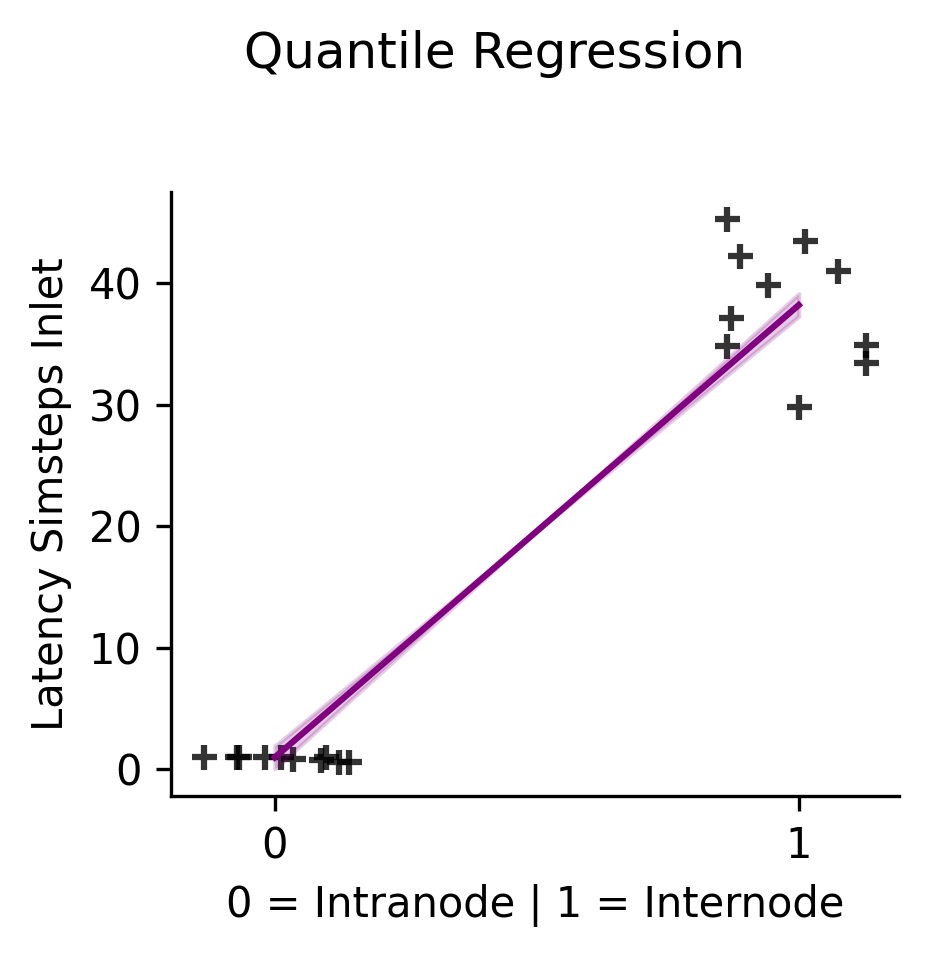 Quantile Regression
Latency Simsteps Inlet
40
30
20
10
0
0 1
0 = Intranode | 1 = Internode